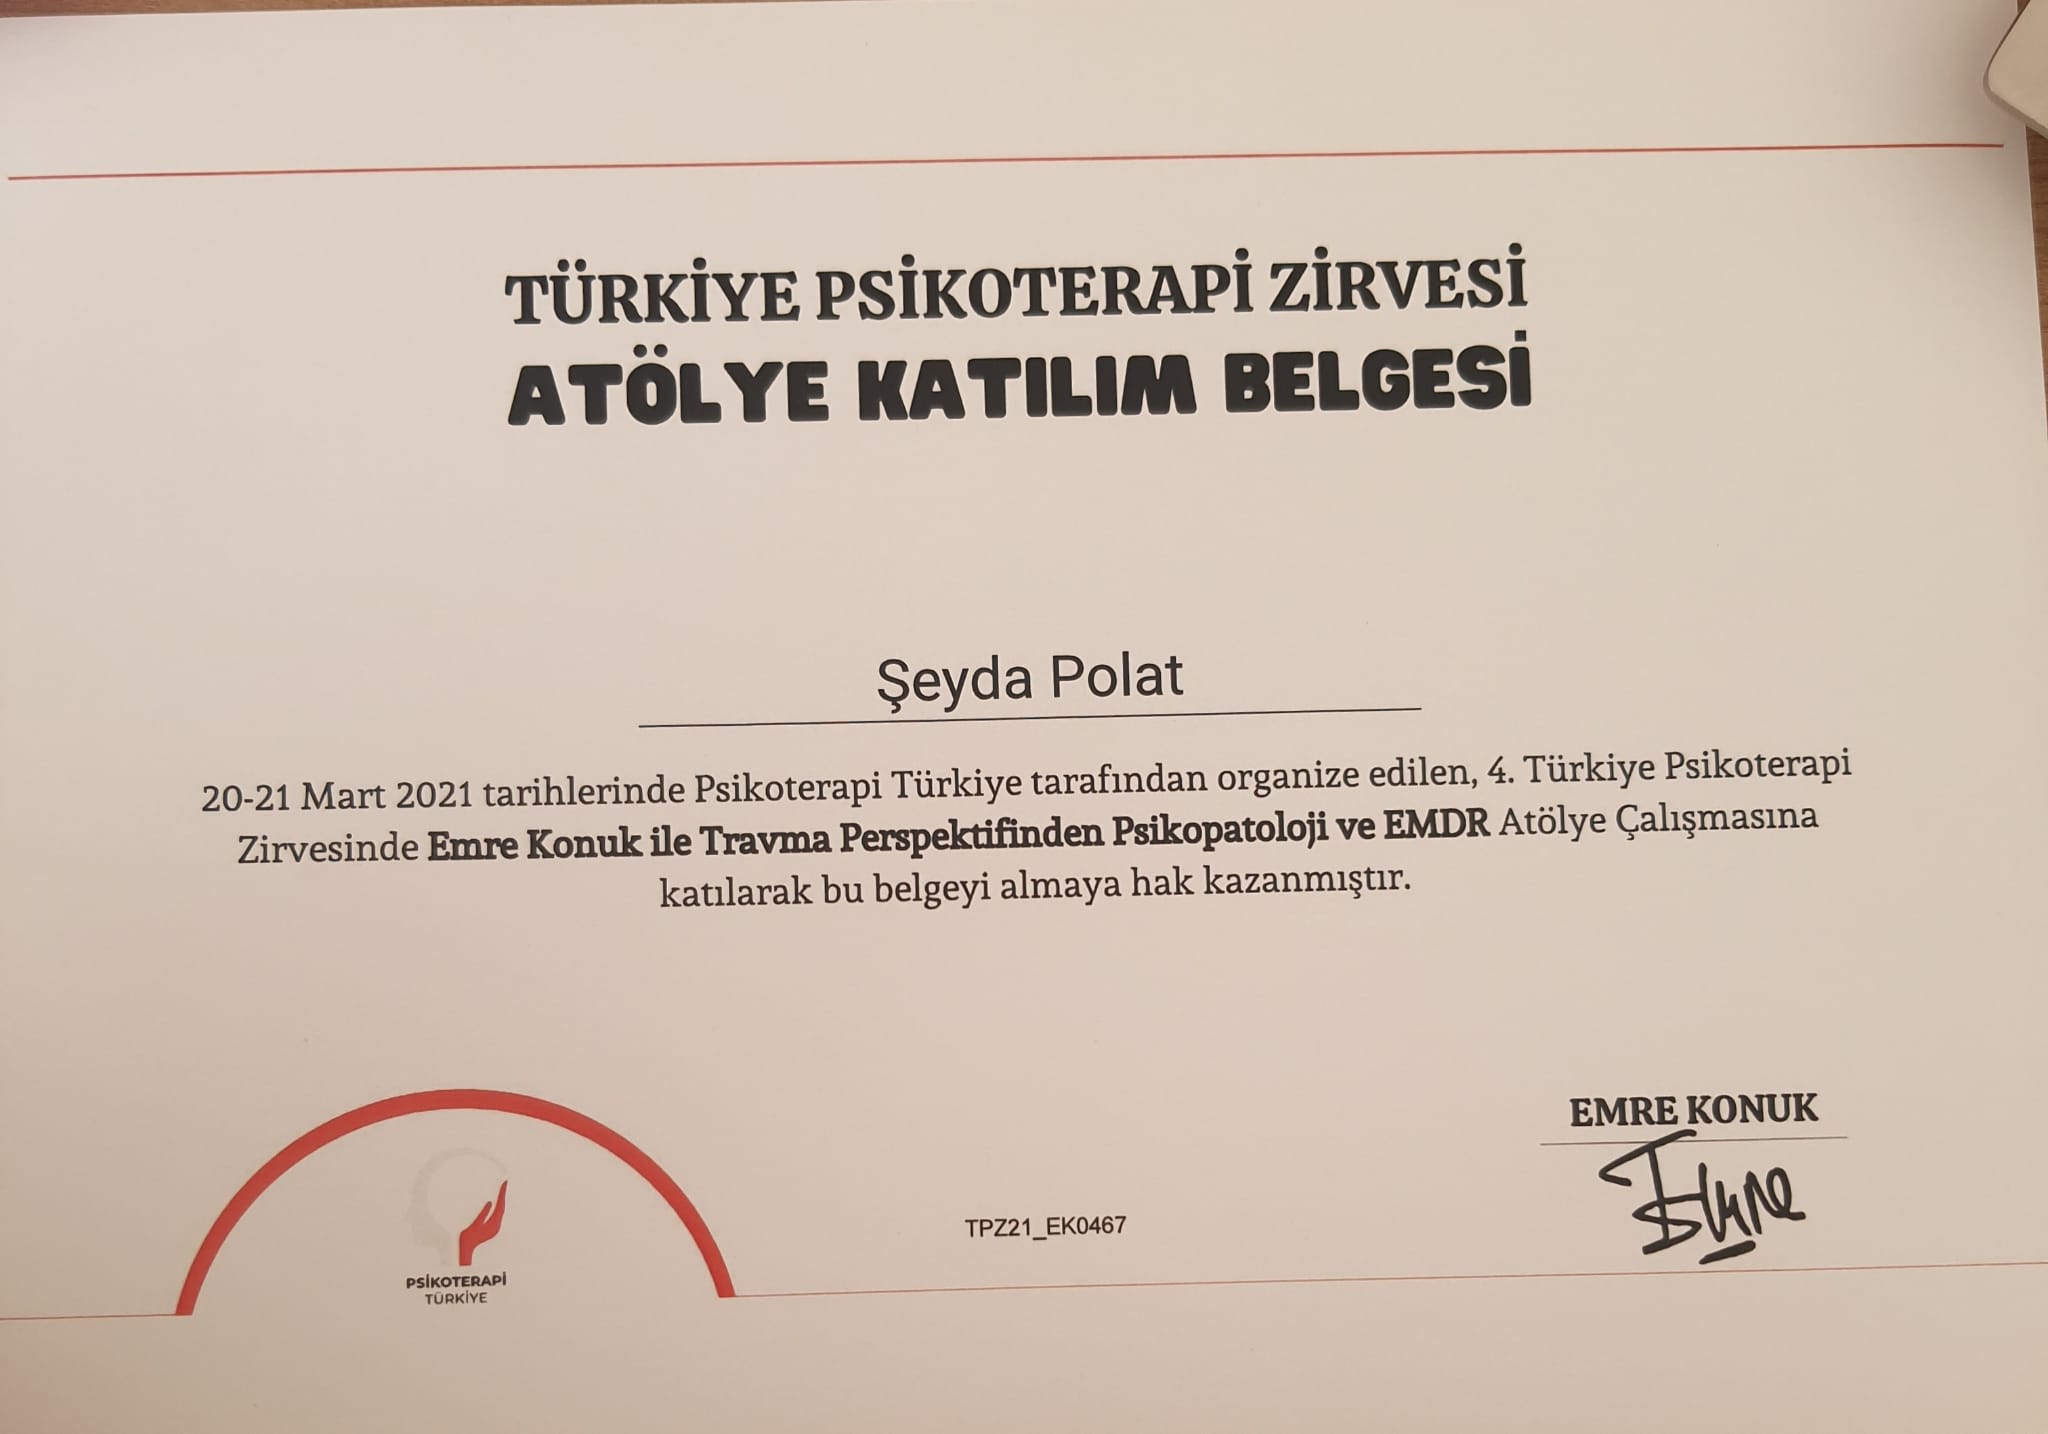 TÜRKİYE PSİKOTERAPİ ZİRVESİ
ATÖLYE KATILIM BELGESİ
Şeyda Polat
20-21 Mart 2021 tarihlerinde Psikoterapi Türkiye tarafından organize edilen, 4. Türkiye Psikoterapi
Zirvesinde Emre Konuk ile Travma Perspektifinden Psikopatoloji ve EMDR Atölye Çalışmasına
katılarak bu belgeyi almaya hak kazanmıştır.
EMRE KONUK
Emre
TPZ21_EK0467
PSİKOTERAPİ
TÜRKİYE